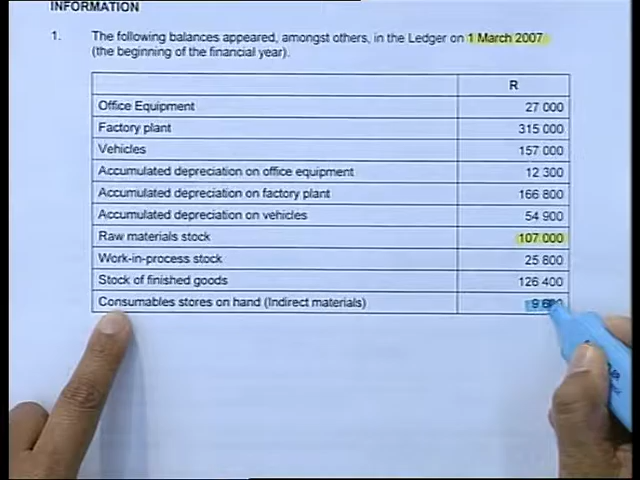 INFORMATION
1. The following balances appeared, amongst others, in the Ledger on 1 March 2007
(the beginning of the financial year).
R
Office Equipment 27 000
Factory plant 315 000
Vehicles 157 000
Accumulated depreciation on office equipment 12 300
Accumulated depreciation on factory plant 166 800
Accumulated depreciation on vehicles 54 900
Raw materials stock 107 000
Work-in-process stock 25 800
Stock of finished goods 126 400
Consumables stores on hand (Indirect materials)